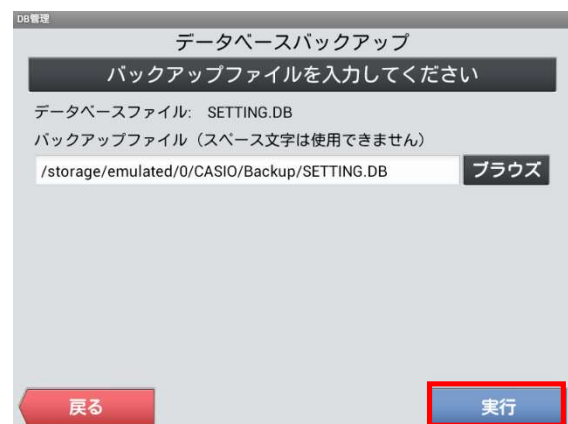 DB管理
データベースバックアップ
バックアップファイルを入力してください
データベースファイル: SETTING.DB
バックアップファイル（スペース文字は使用できません）
/storage/emulated/0/CASIO/Backup/SETTING.DB ブラウズ
戻る 実行